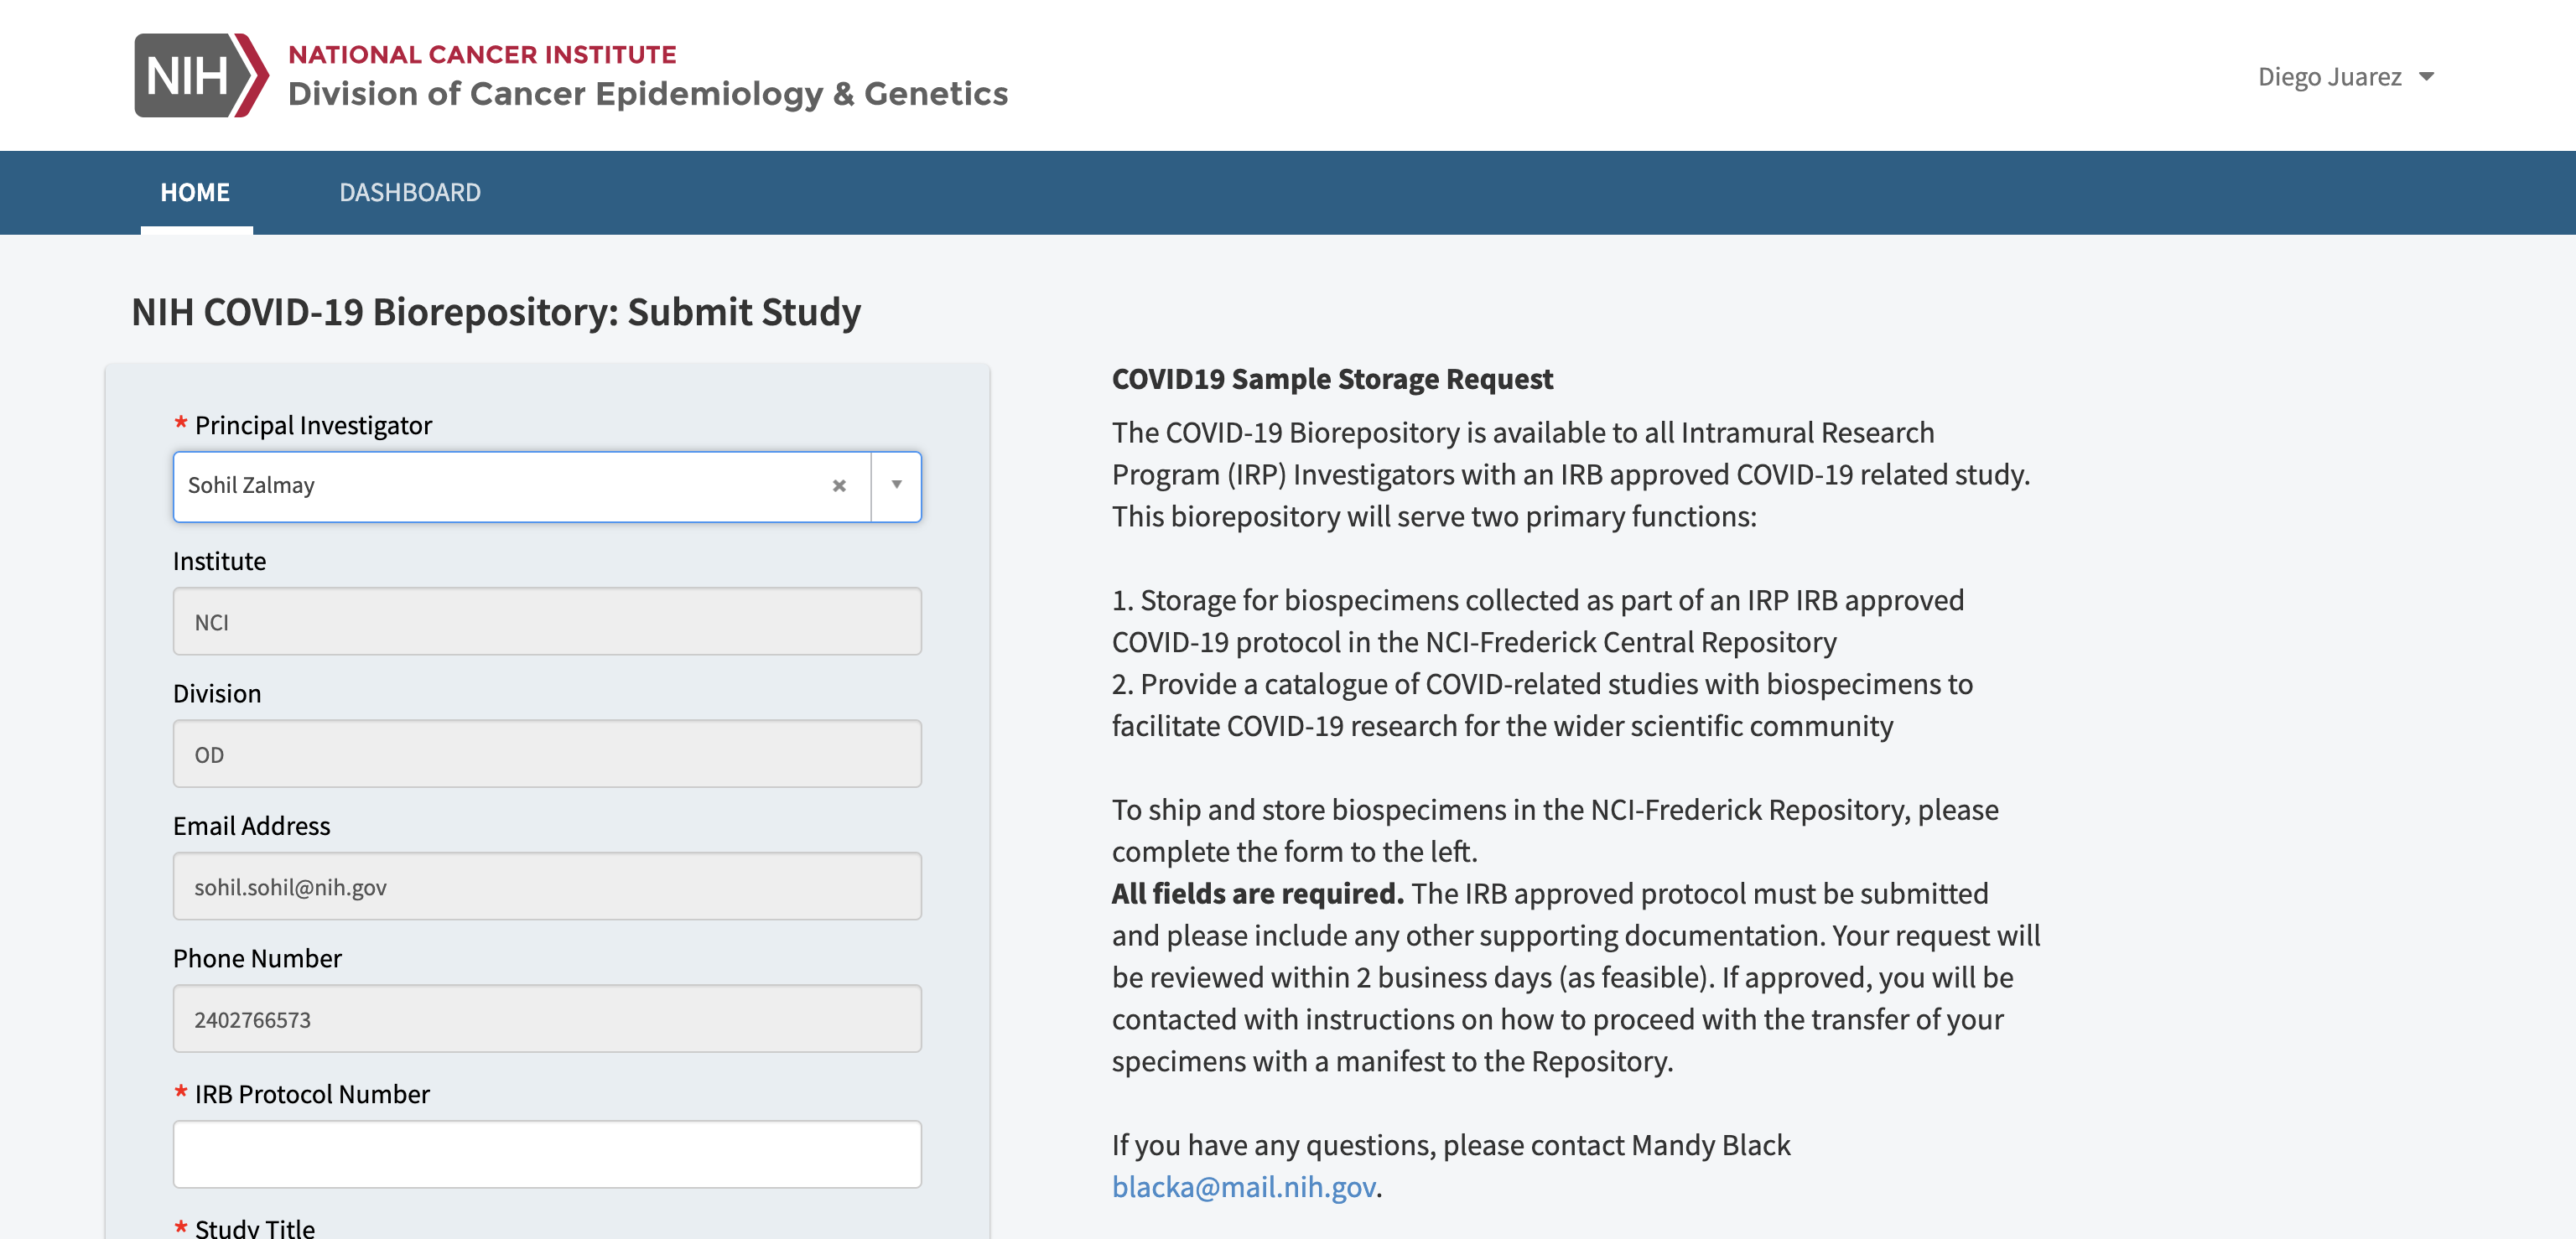 NIH
NATIONAL CANCER INSTITUTE
Division of Cancer Epidemiology & Genetics
Diego Juarez
HOME
DASHBOARD
NIH COVID-19 Biorepository: Submit Study
* Principal Investigator
Sohil Zalmay
Institute
NCI
Division
OD
Email Address
sohil.sohil@nih.gov
Phone Number
2402766573
* IRB Protocol Number
* Study Title
COVID19 Sample Storage Request
The COVID-19 Biorepository is available to all Intramural Research
Program (IRP) Investigators with an IRB approved COVID-19 related study.
This biorepository will serve two primary functions:
1. Storage for biospecimens collected as part of an IRP IRB approved
COVID-19 protocol in the NCI-Frederick Central Repository
2. Provide a catalogue of COVID-related studies with biospecimens to
facilitate COVID-19 research for the wider scientific community
To ship and store biospecimens in the NCI-Frederick Repository, please
complete the form to the left.
All fields are required. The IRB approved protocol must be submitted
and please include any other supporting documentation. Your request will
be reviewed within 2 business days (as feasible). If approved, you will be
contacted with instructions on how to proceed with the transfer of your
specimens with a manifest to the Repository.
If you have any questions, please contact Mandy Black
blacka@mail.nih.gov.